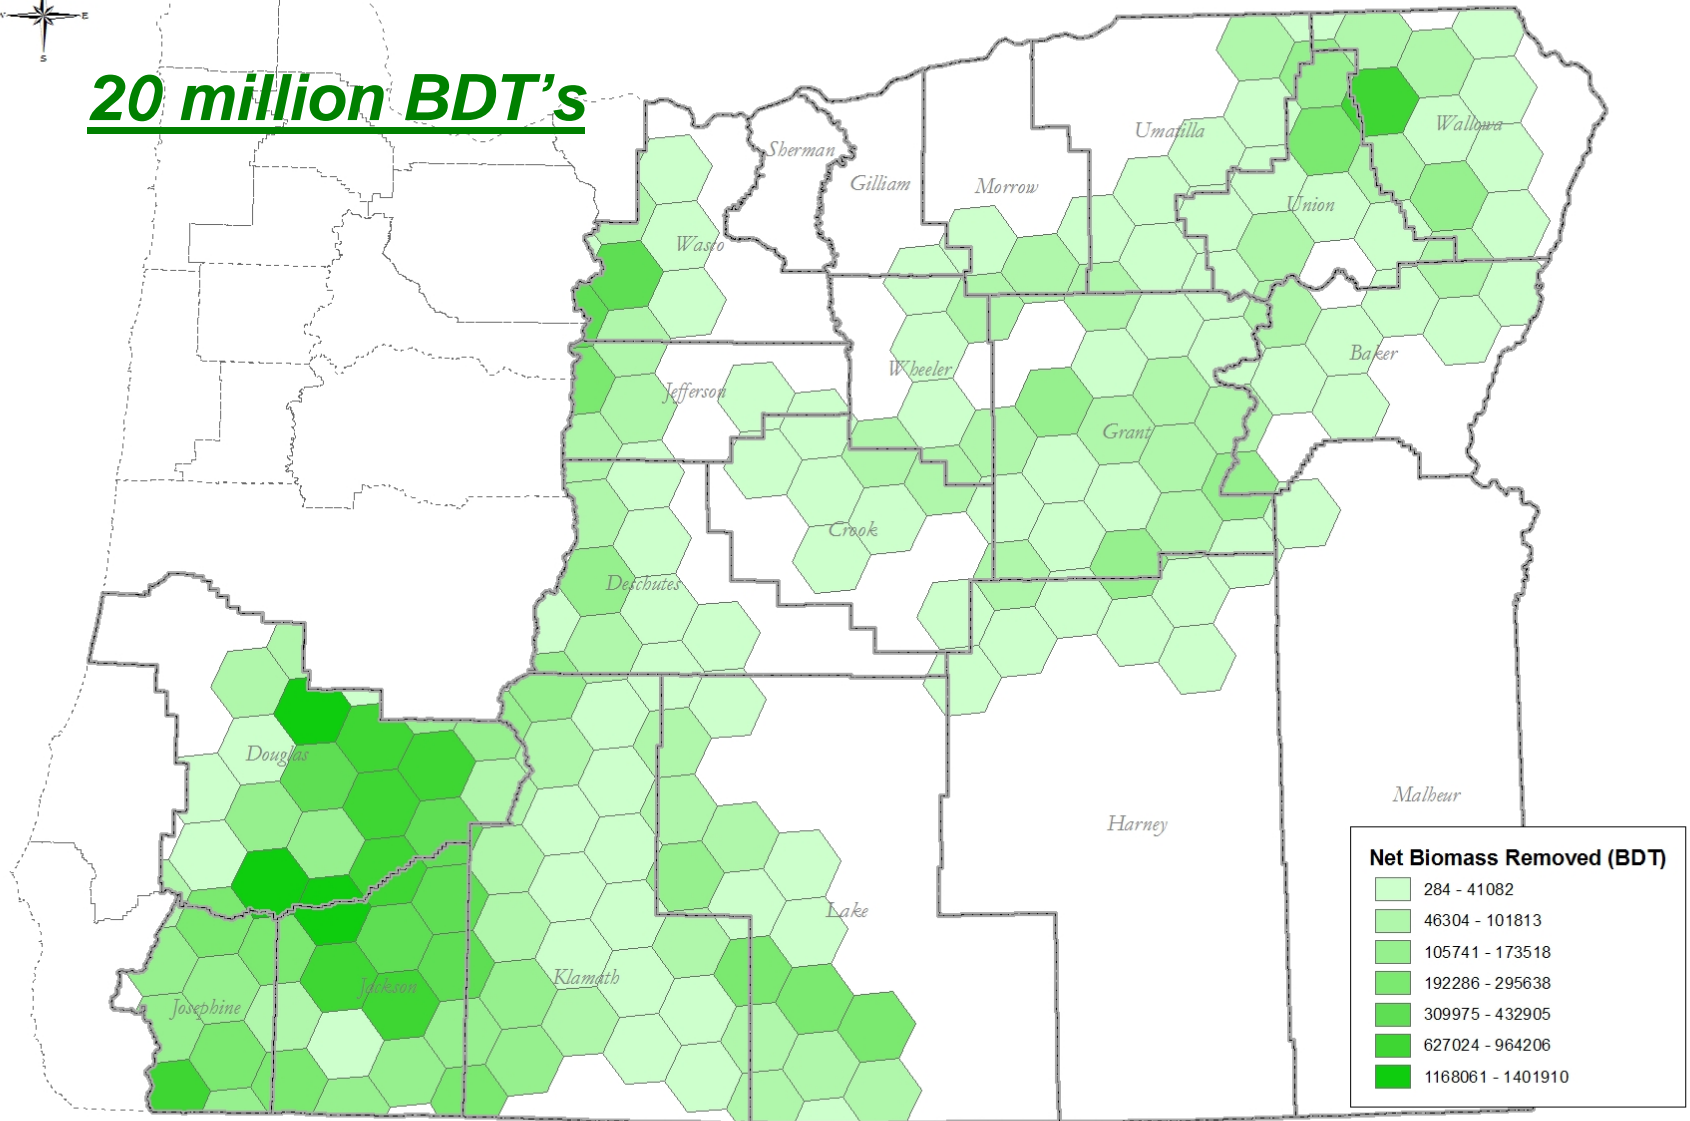 E
S
20 million BDT's
Sherman
Gilliam
Morrow
Umatilla
Wallowa
Union
Wasco
Jefferson
Wheeler
Grant
Baker
Crook
Deschutes
Douglas
Harney
Malheur
Lake
Klamath
Jackson
Josephine
Net Biomass Removed (BDT)
284 - 41082
46304 - 101813
105741 - 173518
192286 - 295638
309975 - 432905
627024 - 964206
1168061 - 1401910